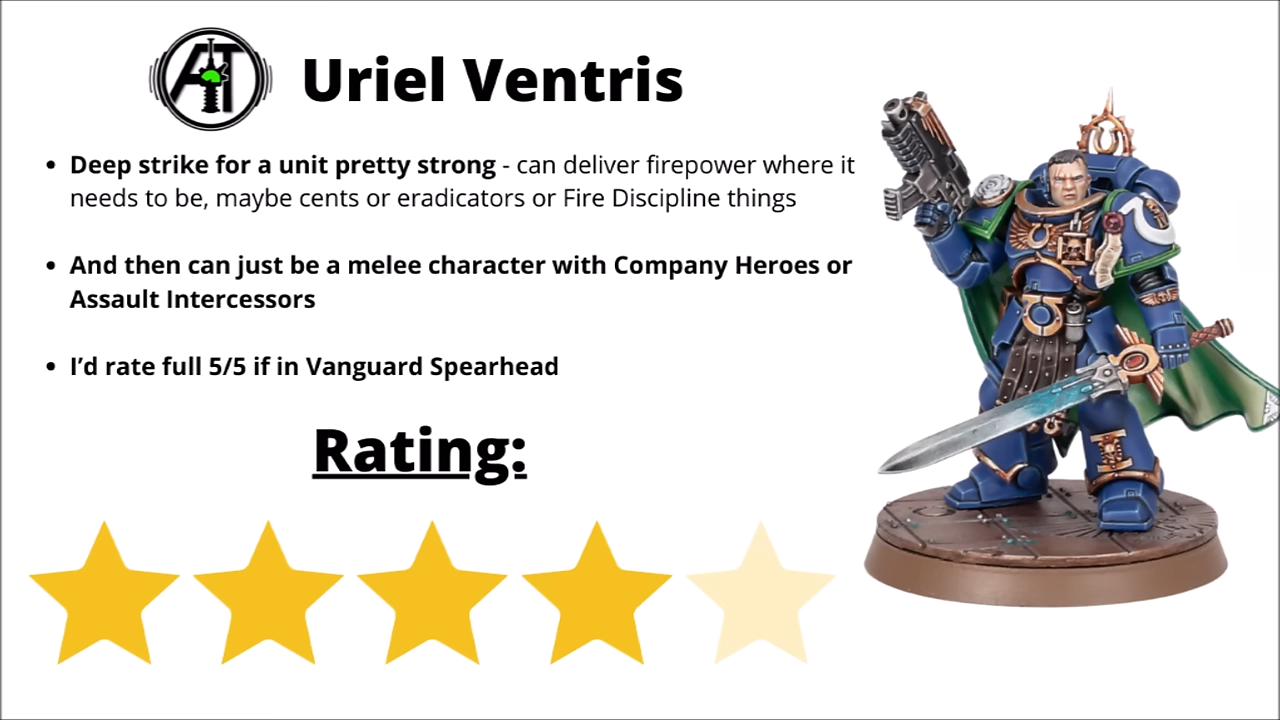 AT
Uriel Ventris
• Deep strike for a unit pretty strong - can deliver firepower where it
needs to be, maybe cents or eradicators or Fire Discipline things
• And then can just be a melee character with Company Heroes or
Assault Intercessors
• I'd rate full 5/5 if in Vanguard Spearhead
Rating: